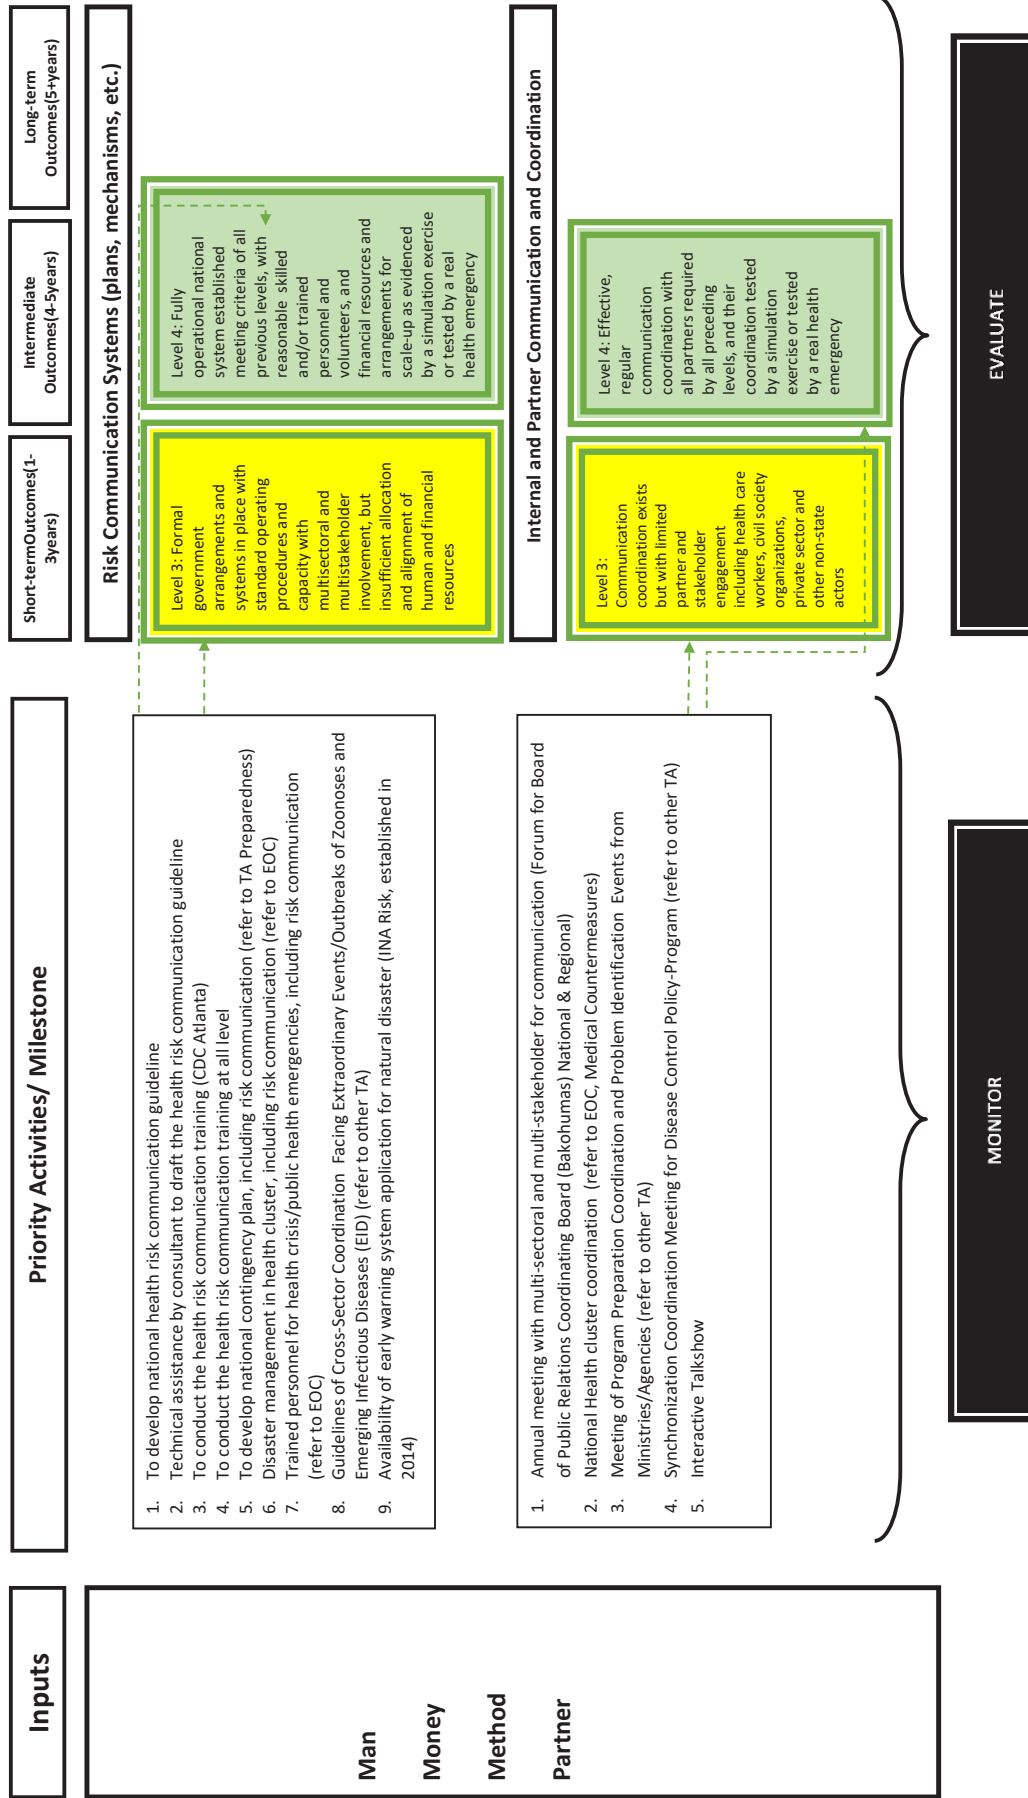 Inputs
Man
Money
Method
Partner
Priority Activities/ Milestone
1. To develop national health risk communication guideline
2. Technical assistance by consultant to draft the health risk communication guideline
3. To conduct the health risk communication training (CDC Atlanta)
4. To conduct the health risk communication training at all level
5. To develop national contingency plan, including risk communication (refer to TA Preparedness)
6. Disaster management in health cluster, including risk communication (refer to EOC)
7. Trained personnel for health crisis/public health emergencies, including risk communication
(refer to EOC)
8. Guidelines of Cross-Sector Coordination Facing Extraordinary Events/Outbreaks of Zoonoses and
Emerging Infectious Diseases (EID) (refer to other TA)
9. Availability of early warning system application for natural disaster (INA Risk, established in
2014)
1. Annual meeting with multi-sectoral and multi-stakeholder for communication (Forum for Board
of Public Relations Coordinating Board (Bakohumas) National & Regional)
2. National Health cluster coordination (refer to EOC, Medical Countermeasures)
3. Meeting of Program Preparation Coordination and Problem Identification Events from
Ministries/Agencies (refer to other TA)
4. Synchronization Coordination Meeting for Disease Control Policy-Program (refer to other TA)
5. Interactive Talkshow
MONITOR
Short-termOutcomes(1-
3years)
Intermediate
Outcomes(4-5years)
Long-term
Outcomes(5+years)
Risk Communication Systems (plans, mechanisms, etc.)
Level 3: Formal
government
arrangements and
systems in place with
standard operating
procedures and
capacity with
multisectoral and
multistakeholder
involvement, but
insufficient allocation
and alignment of
human and financial
resources
Level 4: Fully
operational national
system established
meeting criteria of all
previous levels, with
reasonable skilled
and/or trained
personnel and
volunteers, and
financial resources and
arrangements for
scale-up as evidenced
by a simulation exercise
or tested by a real
health emergency
Internal and Partner Communication and Coordination
Level 3:
Communication
coordination exists
but with limited
partner and
stakeholder
engagement
including health care
workers, civil society
organizations,
private sector and
other non-state
actors
Level 4: Effective,
regular
communication
coordination with
all partners required
by all preceding
levels, and their
coordination tested
by a simulation
exercise or tested
by a real health
emergency
EVALUATE